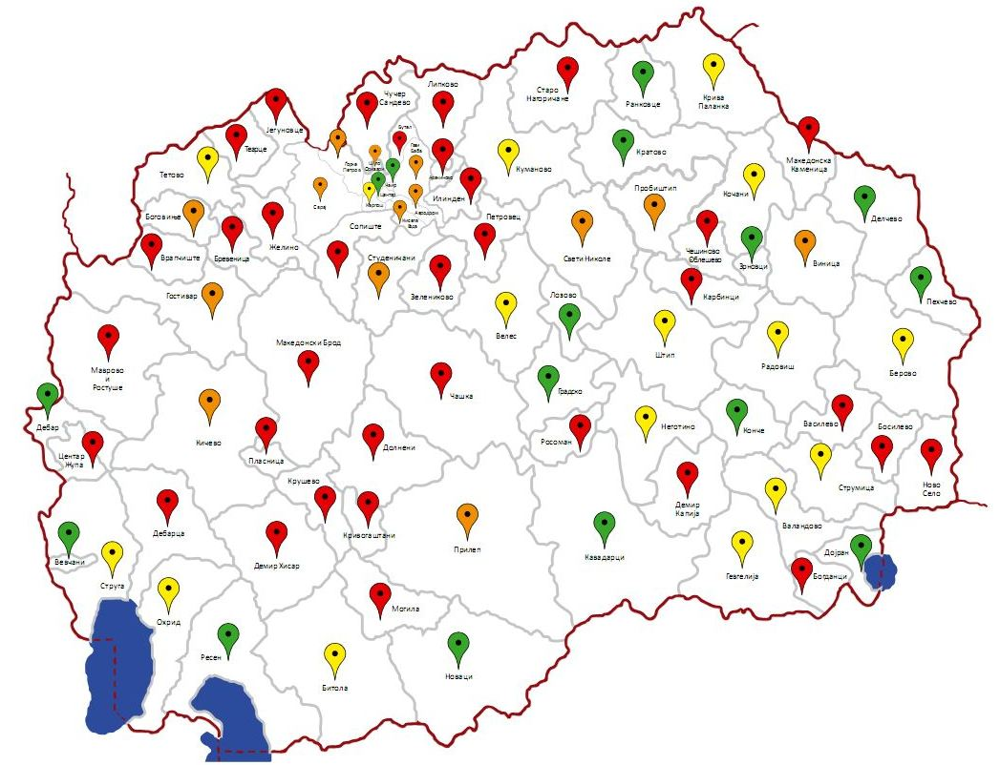 Липково
Чучер
Сандево
Старо
Нагоричане
Ранковце
Крива
Паланка
Јегуновце
Теарце
Бутел
Гази
Баба
Горче
Петров
Шуто
Оризари
Арачиново
Чаир
Центар
Карпош
Аеродром
Кисела
Вода
Сарај
Тетово
Куманово
Кратово
Македонска
Каменица
Илинден
Петровец
Пробиштип
Кочани
Делчево
Боговиње
Врапчиште
Брвеница
Желино
Сопиште
Студеничани
Зелениково
Свети Николе
Чешиново
Облешево
Зрновци
Виница
Пехчево
Гостивар
Велес
Лозово
Карбинци
Штип
Радовиш
Берово
Маврово
и
Ростуше
Македонски Брод
Чашка
Градско
Дебар
Центар
Жупа
Кичево
Пласница
Долнени
Росоман
Неготино
Конче
Василево
Босилево
Ново
Село
Струмица
Крушево
Кривогаштани
Прилеп
Демир
Капија
Валандово
Дебарца
Демир Хисар
Кавадарци
Гевгелија
Дојран
Богданци
Вевчани
Струга
Охрид
Ресен
Могила
Битола
Новаци